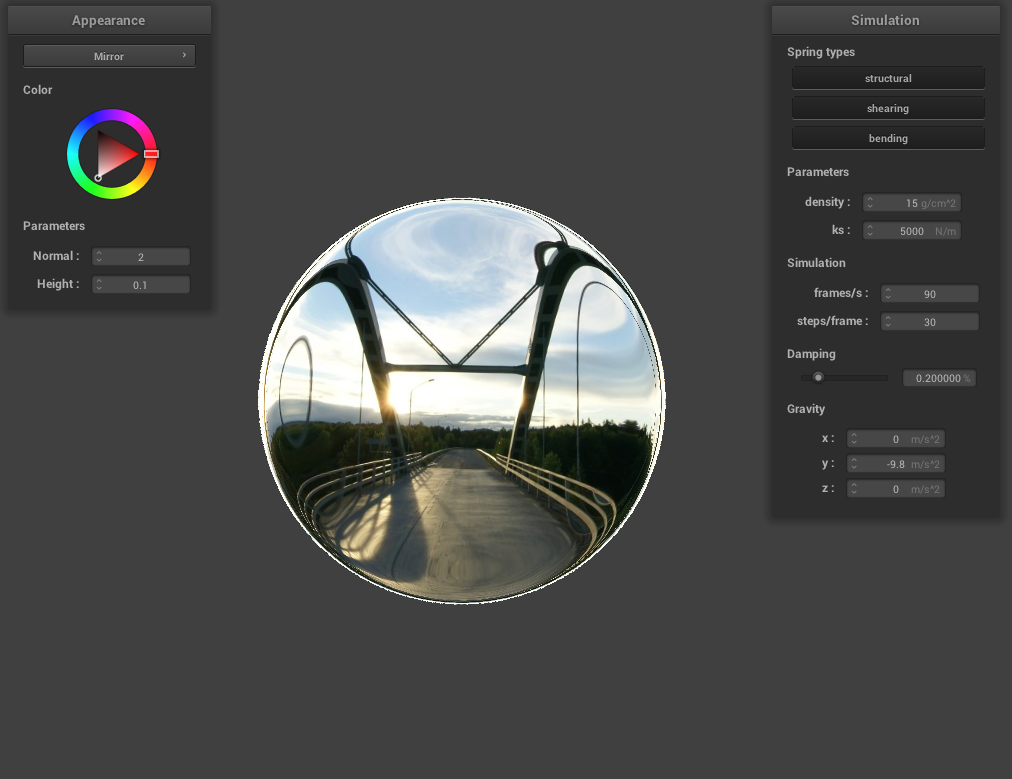 Appearance
Mirror
Color
Parameters
Normal : 2
Height : 0.1
Simulation
Spring types
structural
shearing
bending
Parameters
density : 15 g/cm^2
ks : 5000 N/m
Simulation
frames/s : 90
steps/frame : 30
Damping
0.200000 %
Gravity
x : 0 m/s^2
y : -9.8 m/s^2
z : 0 m/s^2